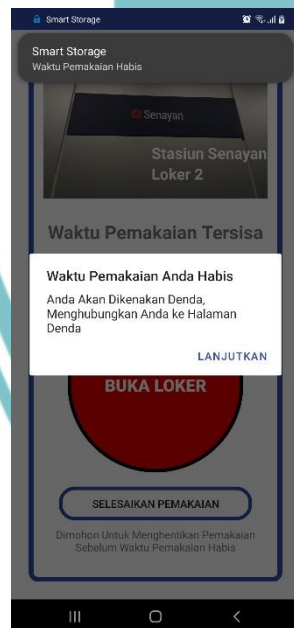 Smart Storage
Smart Storage
Waktu Pemakaian Habis
Senayan
Stasiun Senayan
Loker 2
Waktu Pemakaian Tersisa
Waktu Pemakaian Anda Habis
Anda Akan Dikenakan Denda,
Menghubungkan Anda ke Halaman
Denda
LANJUTKAN
BUKA LOKER
SELESAIKAN PEMAKAIAN
Dimohon Untuk Menghentikan Pemakaian
Sebelum Waktu Pemakaian Habis